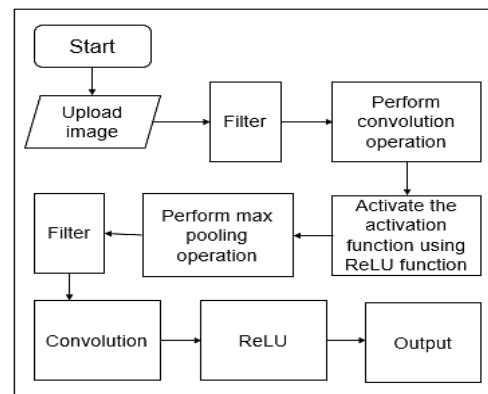 Start
Upload
image
Filter
Perform
convolution
operation
Activate the
activation
function using
ReLU function
Perform max
pooling
operation
Filter
Convolution
ReLU
Output